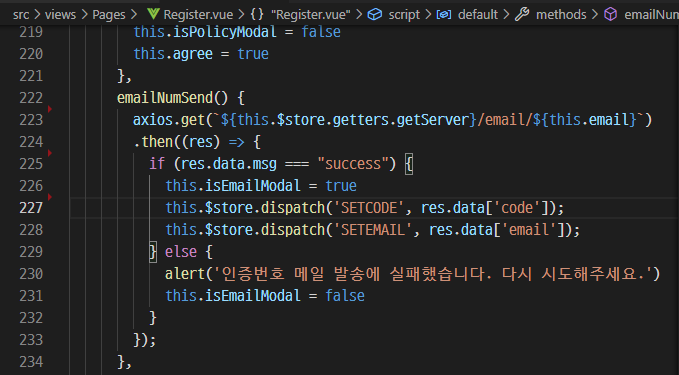 src > views > Pages > Register.vue > {} "Register.vue" > script > default > methods > emailNum
219 this.isPolicyModal = false
220 this.agree = true
221 },
222 emailNumSend() {
223 axios.get(`${this.$store.getters.getServer}/email/${this.email}`)
224 .then((res) => {
225 if (res.data.msg === "success") {
226 this.isEmailModal = true
227 this.$store.dispatch('SETCODE', res.data['code']);
228 this.$store.dispatch('SETEMAIL', res.data['email']);
229 } else {
230 alert('인증번호 메일 발송에 실패했습니다. 다시 시도해주세요.')
231 this.isEmailModal = false
232 }
233 });
234 },